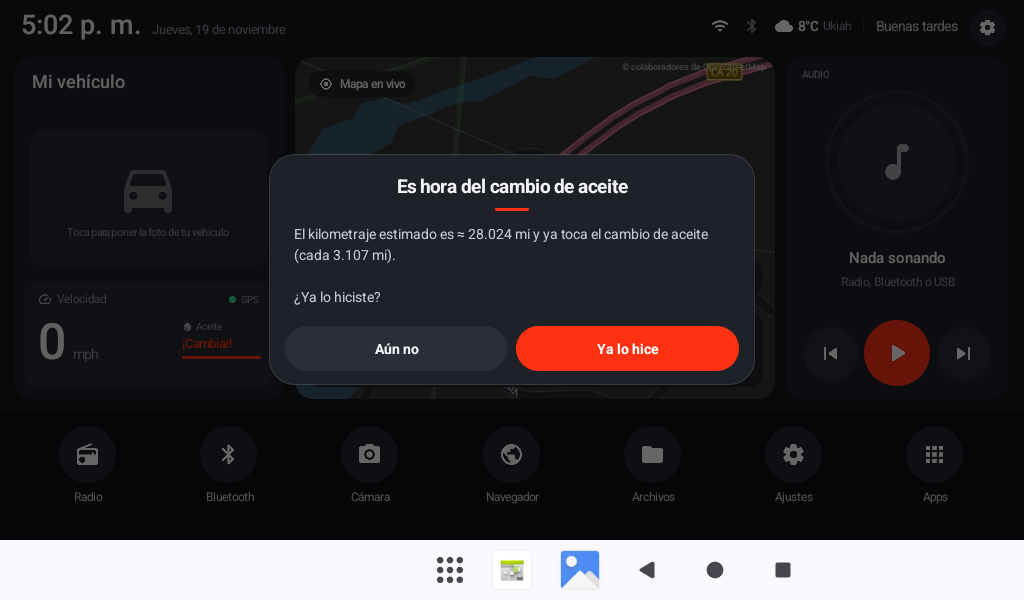 5:02 p. m.
Jueves, 19 de noviembre
8°C Ukiah
Buenas tardes
Mi vehículo
Toca para poner la foto de tu vehículo
Velocidad
GPS
0 mph
Aceite
¡Cambiar!
Mapa en vivo
© colaboradores de OpenStreetMap
CA 20
Es hora del cambio de aceite
El kilometraje estimado es ≈ 28.024 mi y ya toca el cambio de aceite
(cada 3.107 mi).
¿Ya lo hiciste?
Aún no
Ya lo hice
AUDIO
Nada sonando
Radio, Bluetooth o USB
Radio
Bluetooth
Cámara
Navegador
Archivos
Ajustes
Apps